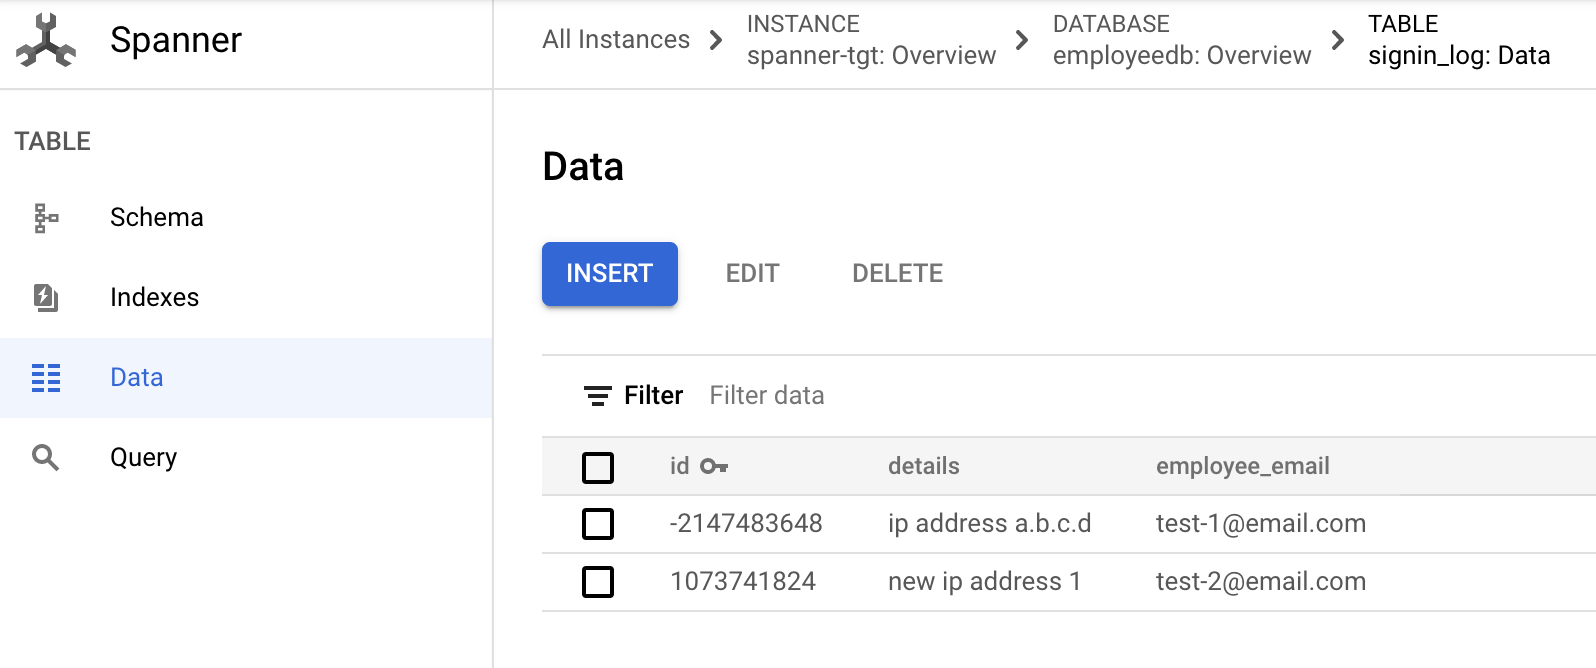 Spanner
All Instances
INSTANCE
spanner-tgt: Overview
DATABASE
employeedb: Overview
TABLE
signin_log: Data
TABLE
Schema
Indexes
Data
Query
Data
INSERT EDIT DELETE
Filter Filter data
id details employee_email
-2147483648 ip address a.b.c.d test-1@email.com
1073741824 new ip address 1 test-2@email.com